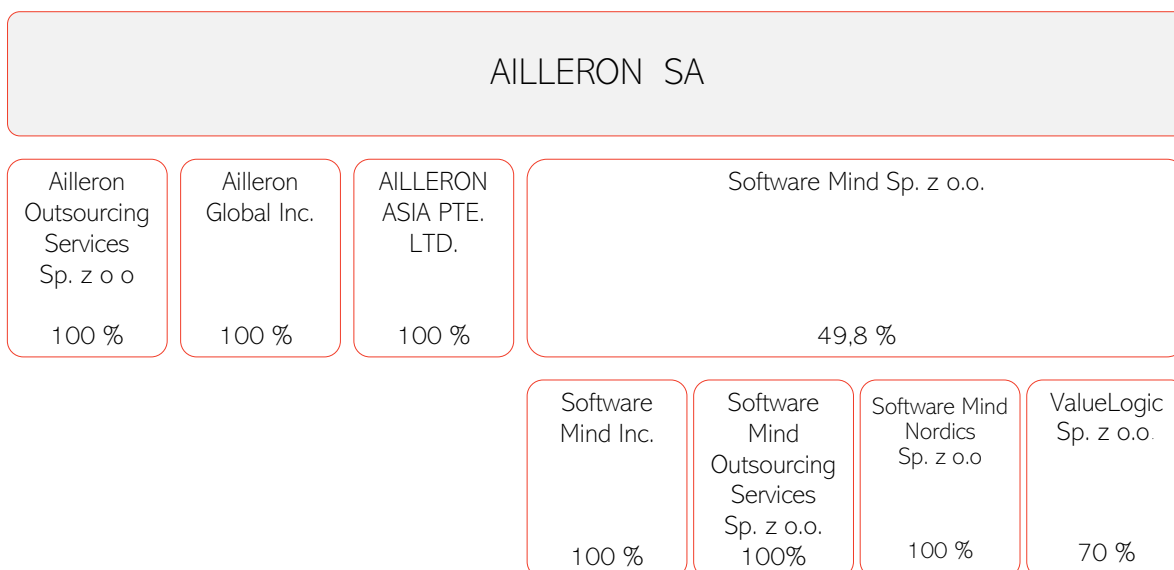 AILLERON SA
Ailleron
Outsourcing
Services
Sp. z o o
100 %
Ailleron
Global Inc.
100 %
AILLERON
ASIA PTE.
LTD.
100 %
Software Mind Sp. z o.o.
49,8 %
Software
Mind Inc.
100 %
Software
Mind
Outsourcing
Services
Sp. z o.o.
100%
Software Mind
Nordics
Sp. z o.o
100 %
ValueLogic
Sp. z o.o.
70 %